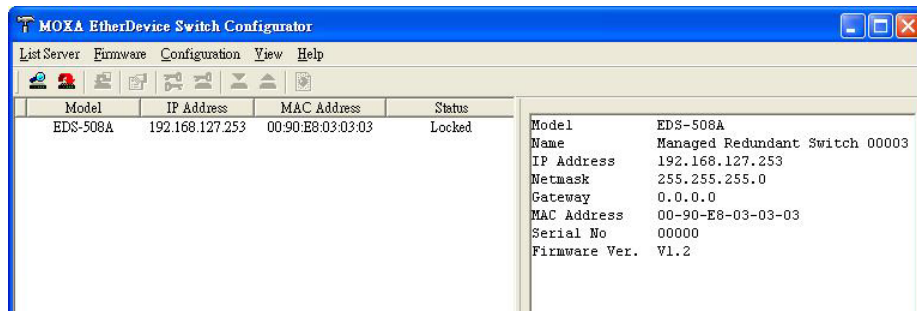 MOXA EtherDevice Switch Configurator
List Server Firmware Configuration View Help
Model IP Address MAC Address Status
EDS-508A 192.168.127.253 00:90:E8:03:03:03 Locked
Model EDS-508A
Name Managed Redundant Switch 00003
IP Address 192.168.127.253
Netmask 255.255.255.0
Gateway 0.0.0.0
MAC Address 00-90-E8-03-03-03
Serial No 00000
Firmware Ver. V1.2